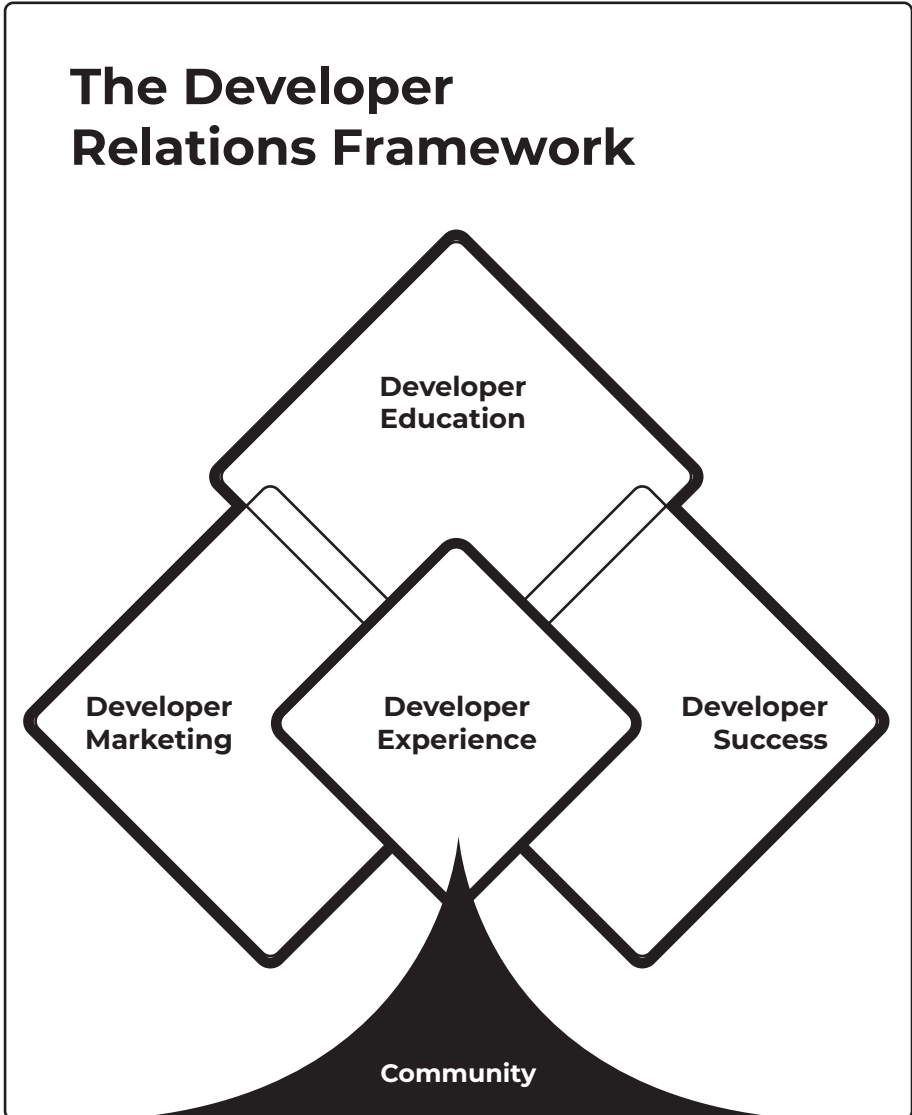 The Developer
Relations Framework
Developer
Education
Developer
Marketing
Developer
Experience
Developer
Success
Community